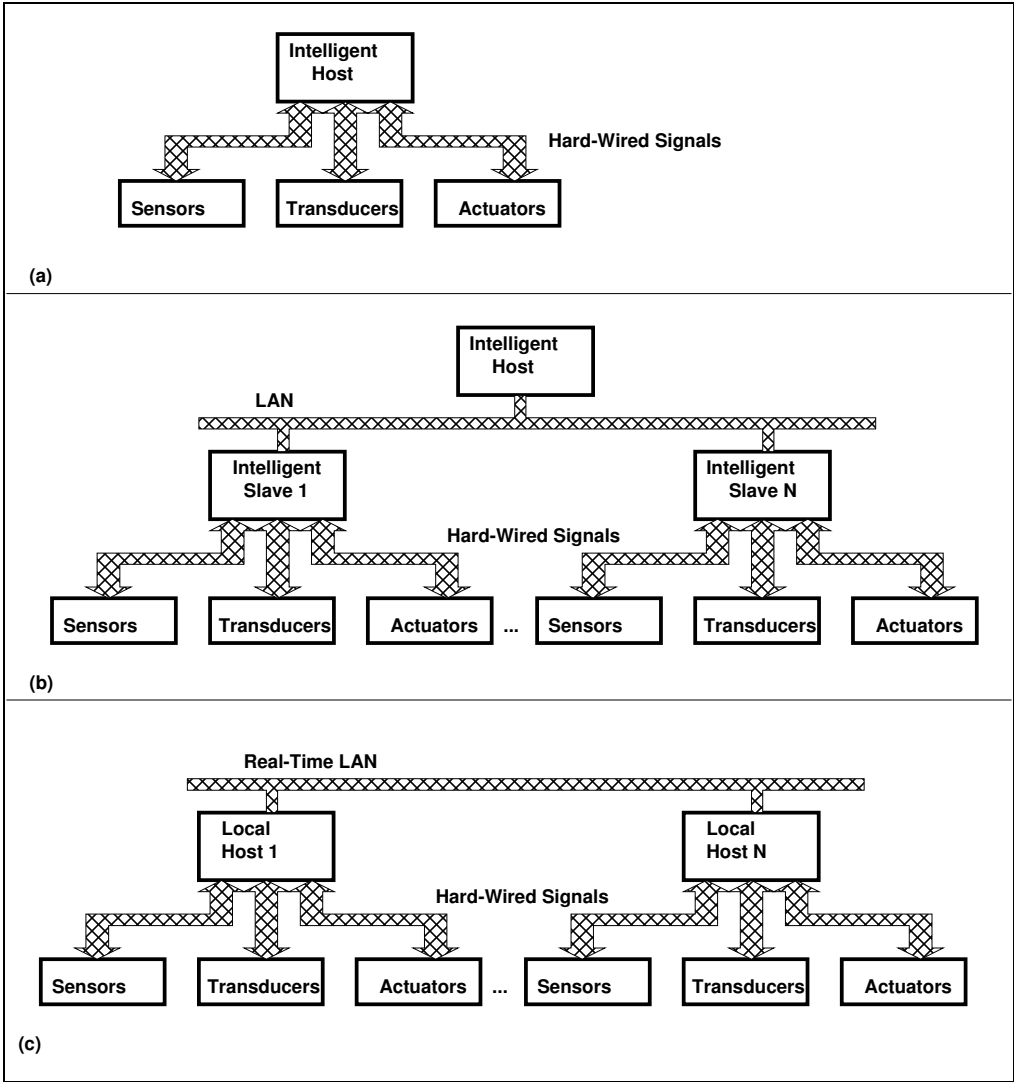 Intelligent
Host
Hard-Wired Signals
Sensors Transducers Actuators
(a)
Intelligent
Host
LAN
Intelligent Intelligent
Slave 1 Slave N
Hard-Wired Signals
Sensors Transducers Actuators ... Sensors Transducers Actuators
(b)
Real-Time LAN
Local Local
Host 1 Host N
Hard-Wired Signals
Sensors Transducers Actuators ... Sensors Transducers Actuators
(c)